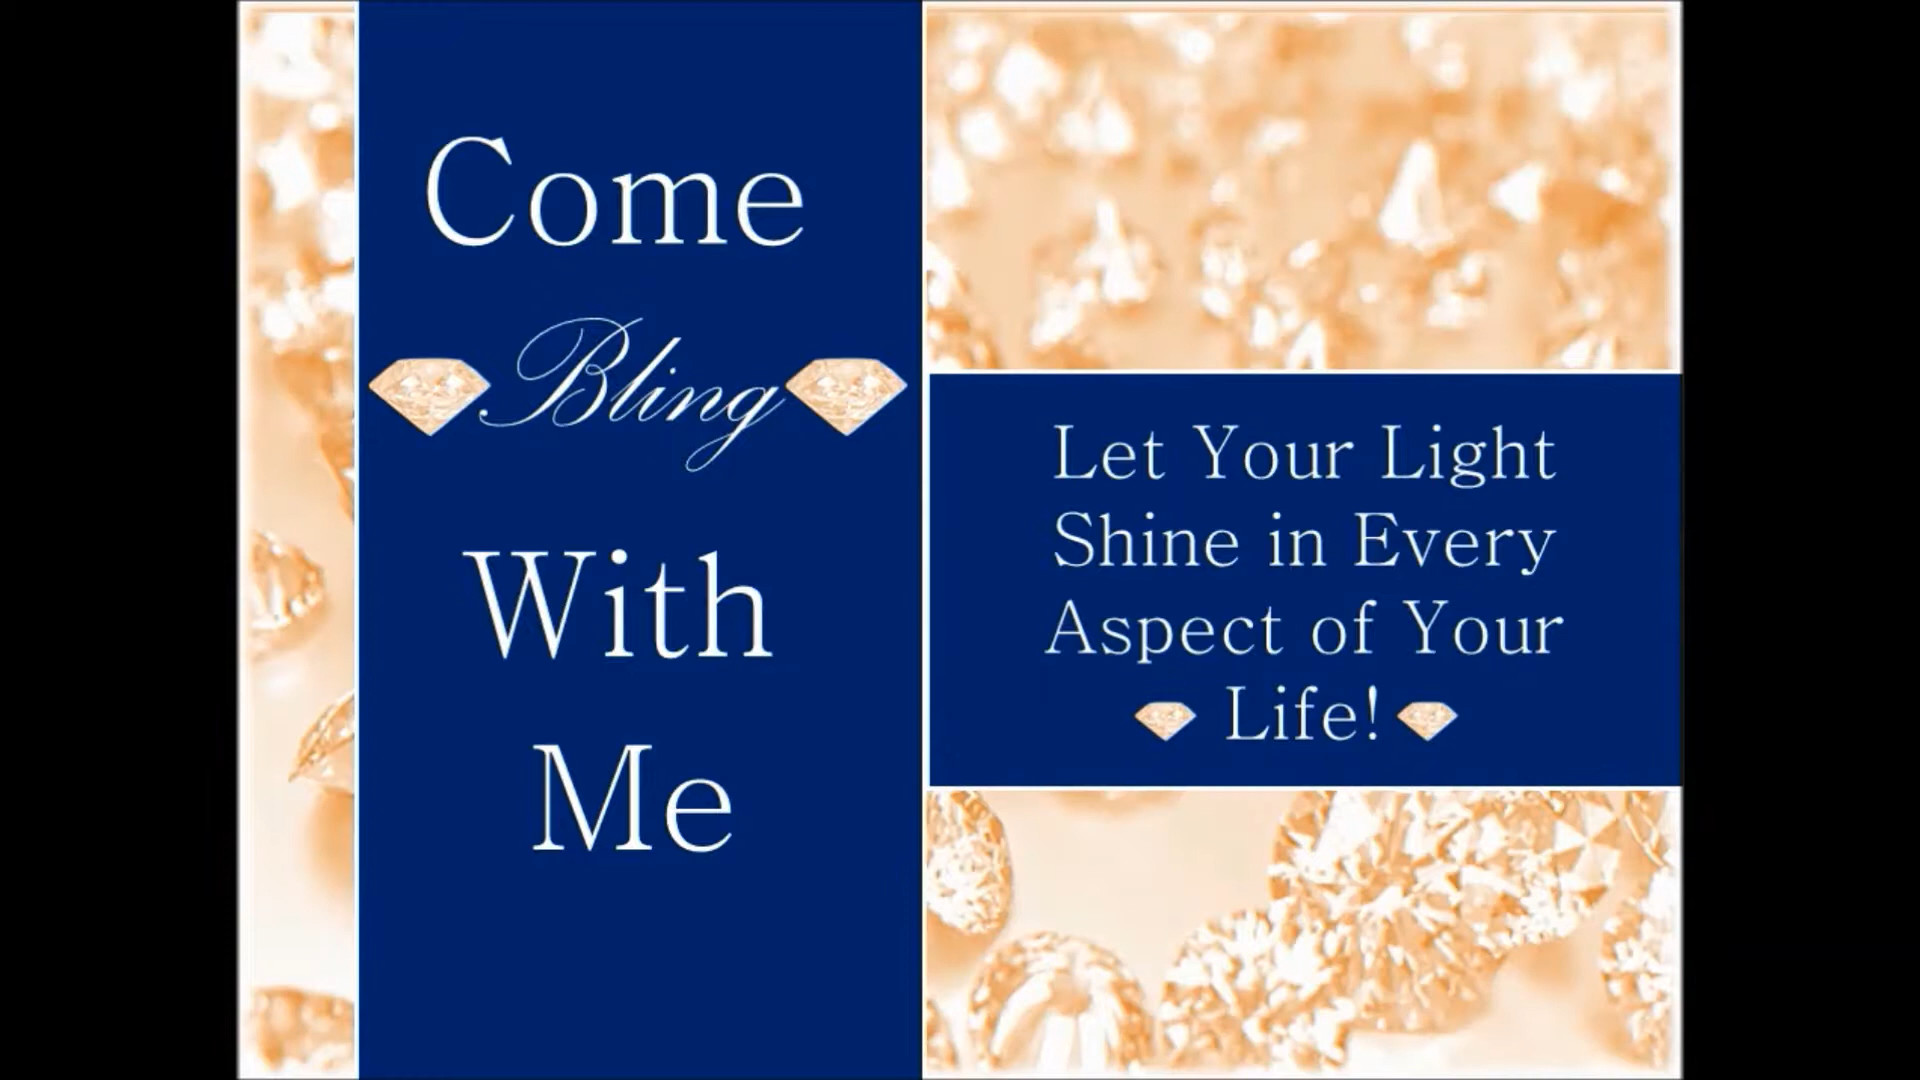 Come
Bling
With
Me
Let Your Light
Shine in Every
Aspect of Your
Life!